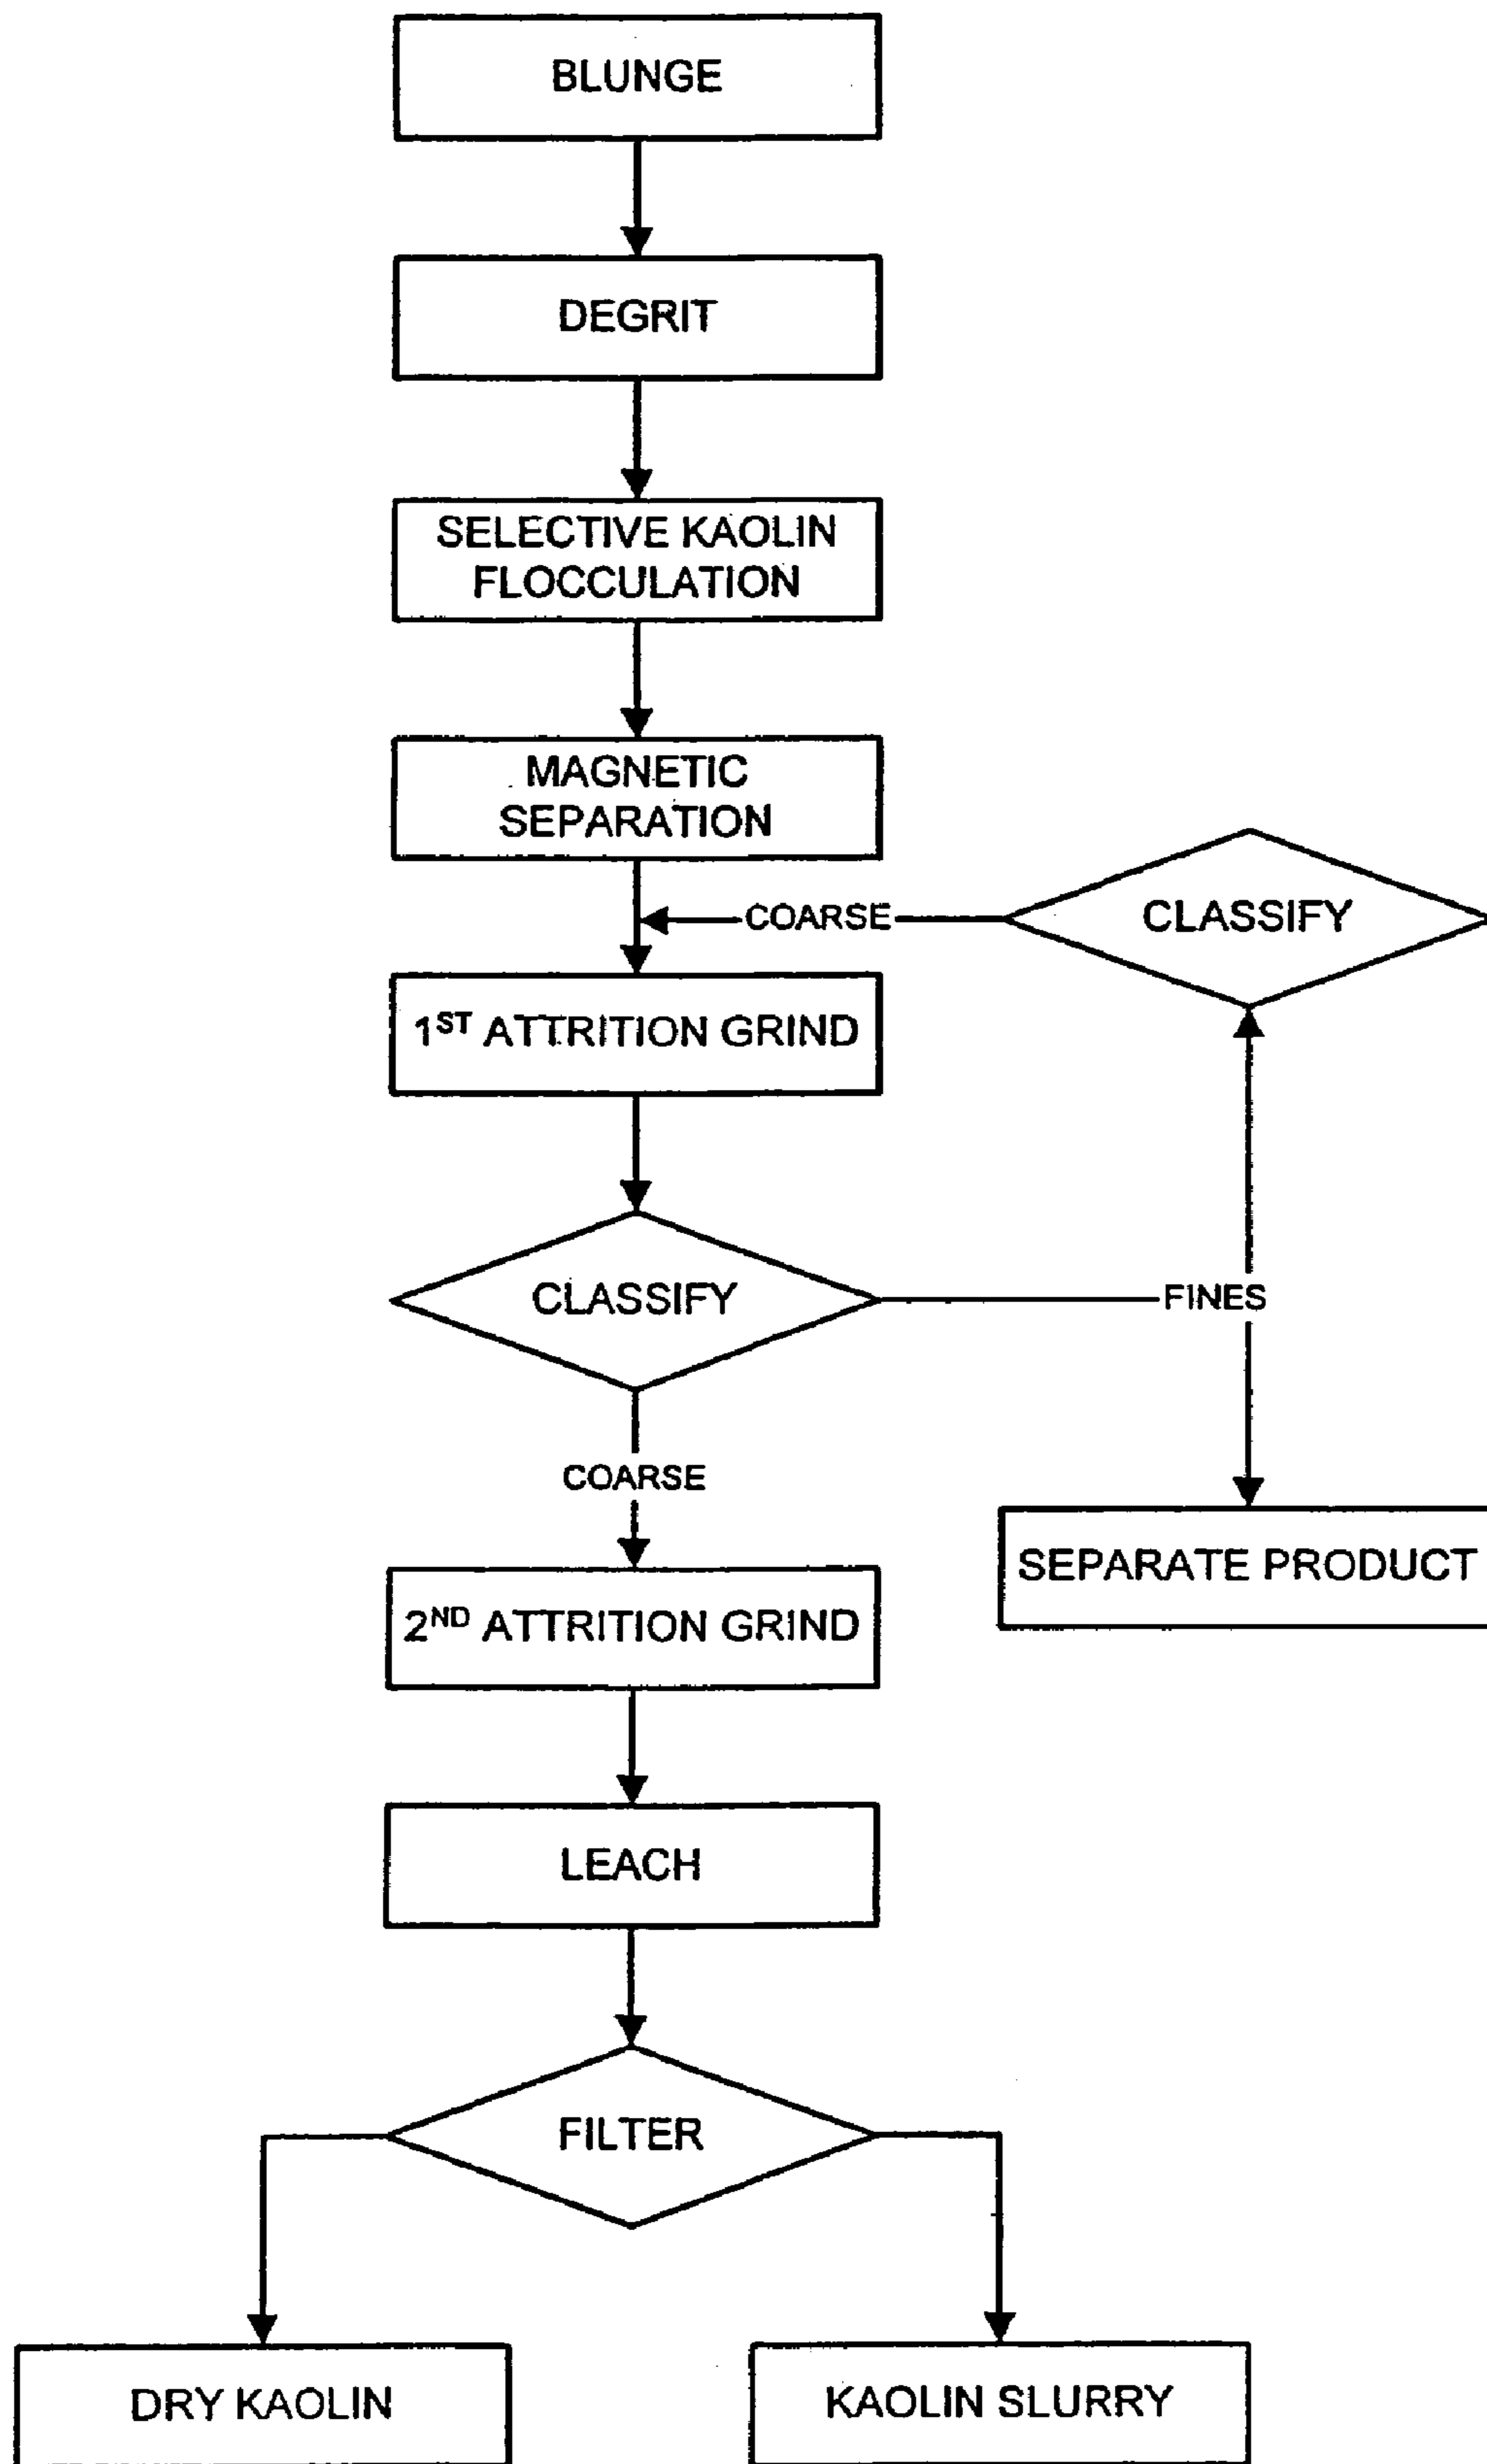 BLUNGE
DEGRIT
SELECTIVE KAOLIN
FLOCCULATION
MAGNETIC
SEPARATION
COARSE
CLASSIFY
1ST ATTRITION GRIND
CLASSIFY
FINES
COARSE
SEPARATE PRODUCT
2ND ATTRITION GRIND
LEACH
FILTER
DRY KAOLIN
KAOLIN SLURRY